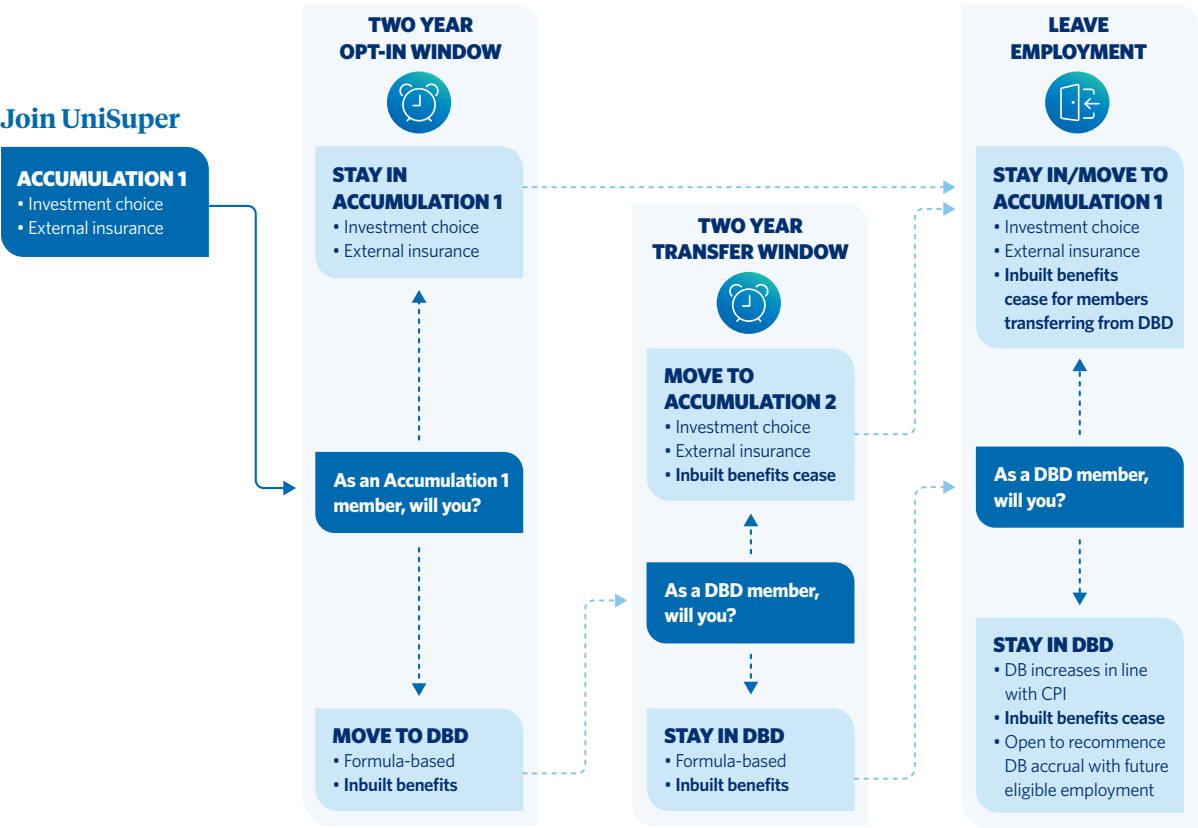 Join UniSuper
ACCUMULATION 1
• Investment choice
• External insurance
TWO YEAR
OPT-IN WINDOW
STAY IN
ACCUMULATION 1
• Investment choice
• External insurance
As an Accumulation 1
member, will you?
MOVE TO DBD
• Formula-based
• Inbuilt benefits
TWO YEAR
TRANSFER WINDOW
MOVE TO
ACCUMULATION 2
• Investment choice
• External insurance
• Inbuilt benefits cease
As a DBD member,
will you?
STAY IN DBD
• Formula-based
• Inbuilt benefits
LEAVE
EMPLOYMENT
STAY IN/MOVE TO
ACCUMULATION 1
• Investment choice
• External insurance
• Inbuilt benefits
cease for members
transferring from DBD
As a DBD member,
will you?
STAY IN DBD
• DB increases in line
with CPI
• Inbuilt benefits cease
• Open to recommence
DB accrual with future
eligible employment